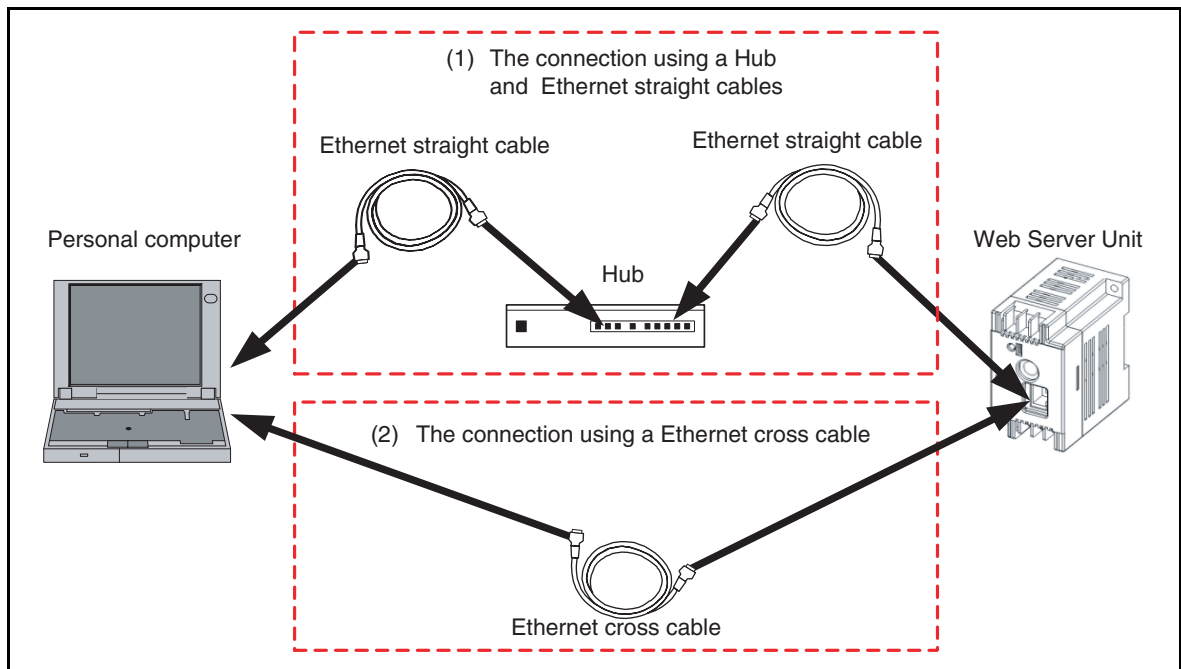 (1) The connection using a Hub
and Ethernet straight cables
Ethernet straight cable
Ethernet straight cable
Personal computer
Hub
Web Server Unit
(2) The connection using a Ethernet cross cable
Ethernet cross cable